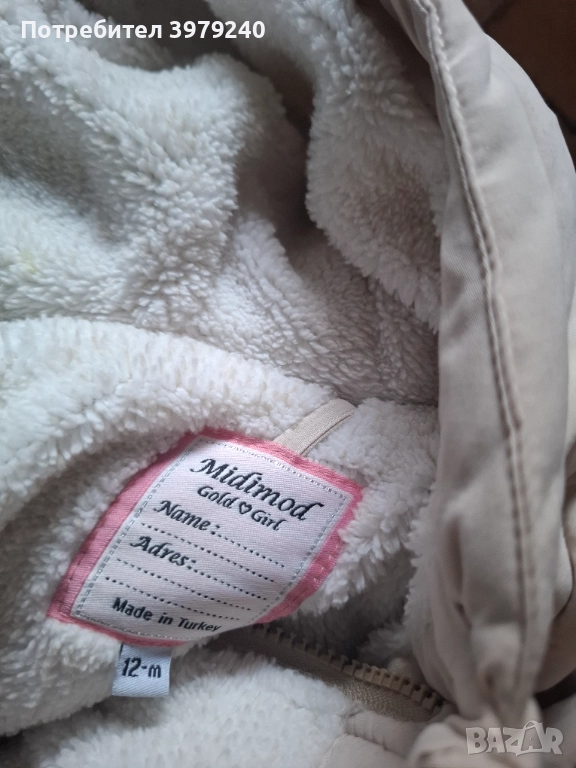 Потребител 3979240
Midimod
Gold ♡ Girl
Name:
Adres:
Made in Turkey
12-m
BAZAR